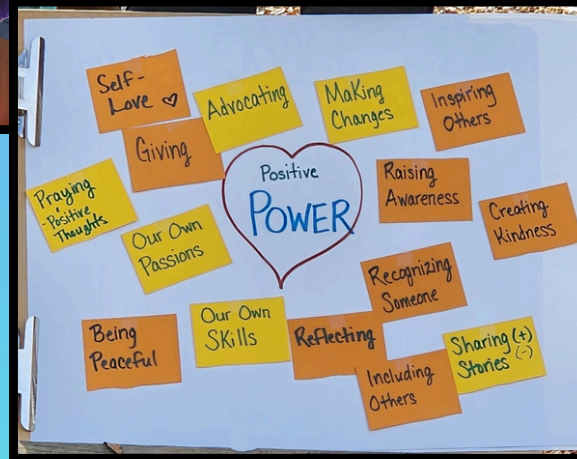 Self-
Love ♡
Advocating
Making
Changes
Inspiring
Others
Giving
Positive
POWER
Raising
Awareness
Praying
-Positive
Thoughts
Our Own
Passions
Creating
Kindness
Recognizing
Someone
Being
Peaceful
Our Own
Skills
Reflecting
Including
Others
Sharing (+)
Stories (-)